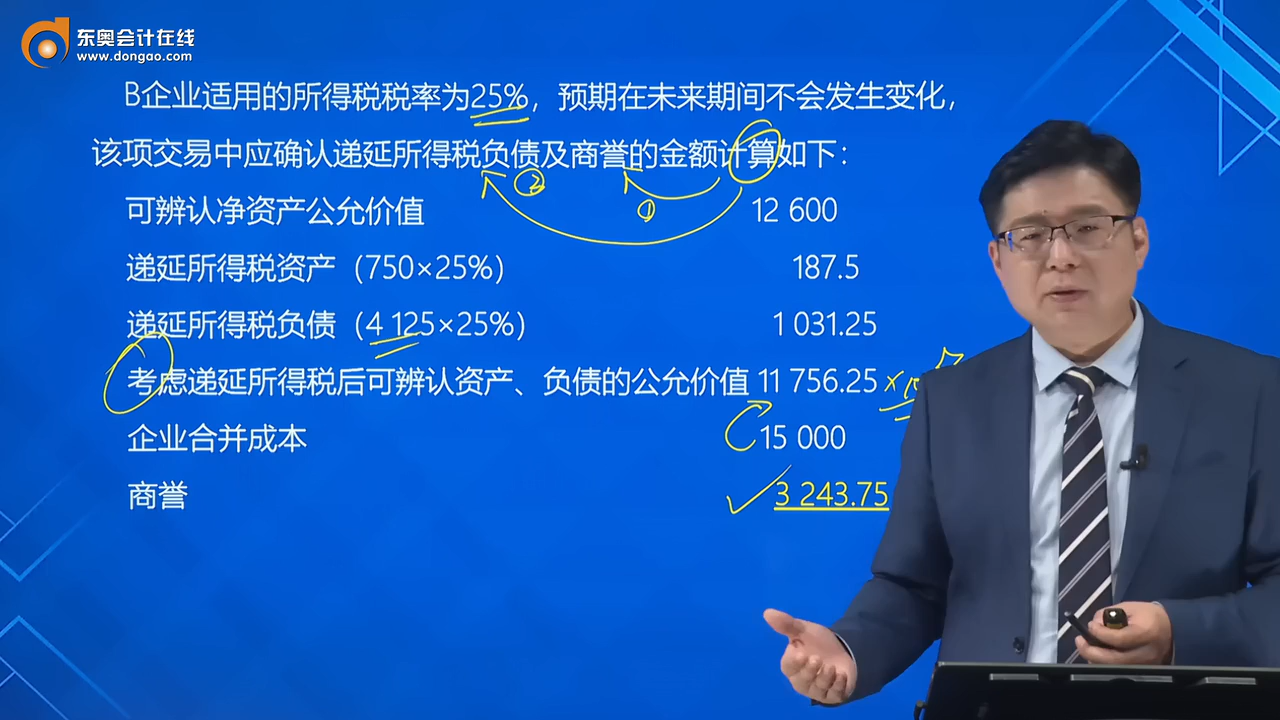 东奥会计在线
www.dongao.com
B企业适用的所得税税率为25%，预期在未来期间不会发生变化，
该项交易中应确认递延所得税负债及商誉的金额计算如下：
② ①
可辨认净资产公允价值 12 600
递延所得税资产（750×25%） 187.5
递延所得税负债（4 125×25%） 1 031.25
考虑递延所得税后可辨认资产、负债的公允价值 11 756.25
企业合并成本 15 000
商誉 3 243.75